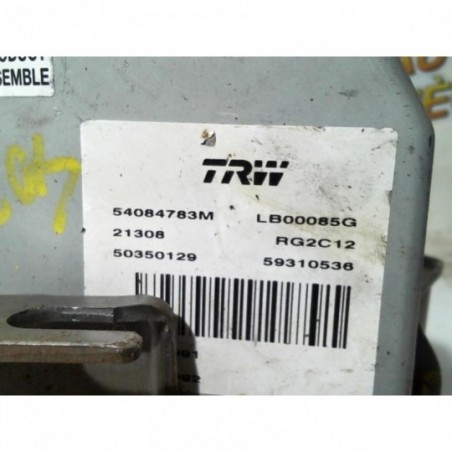 SEMBLE
TRW
54084783M LB00085G
21308 RG2C12
50350129 59310536